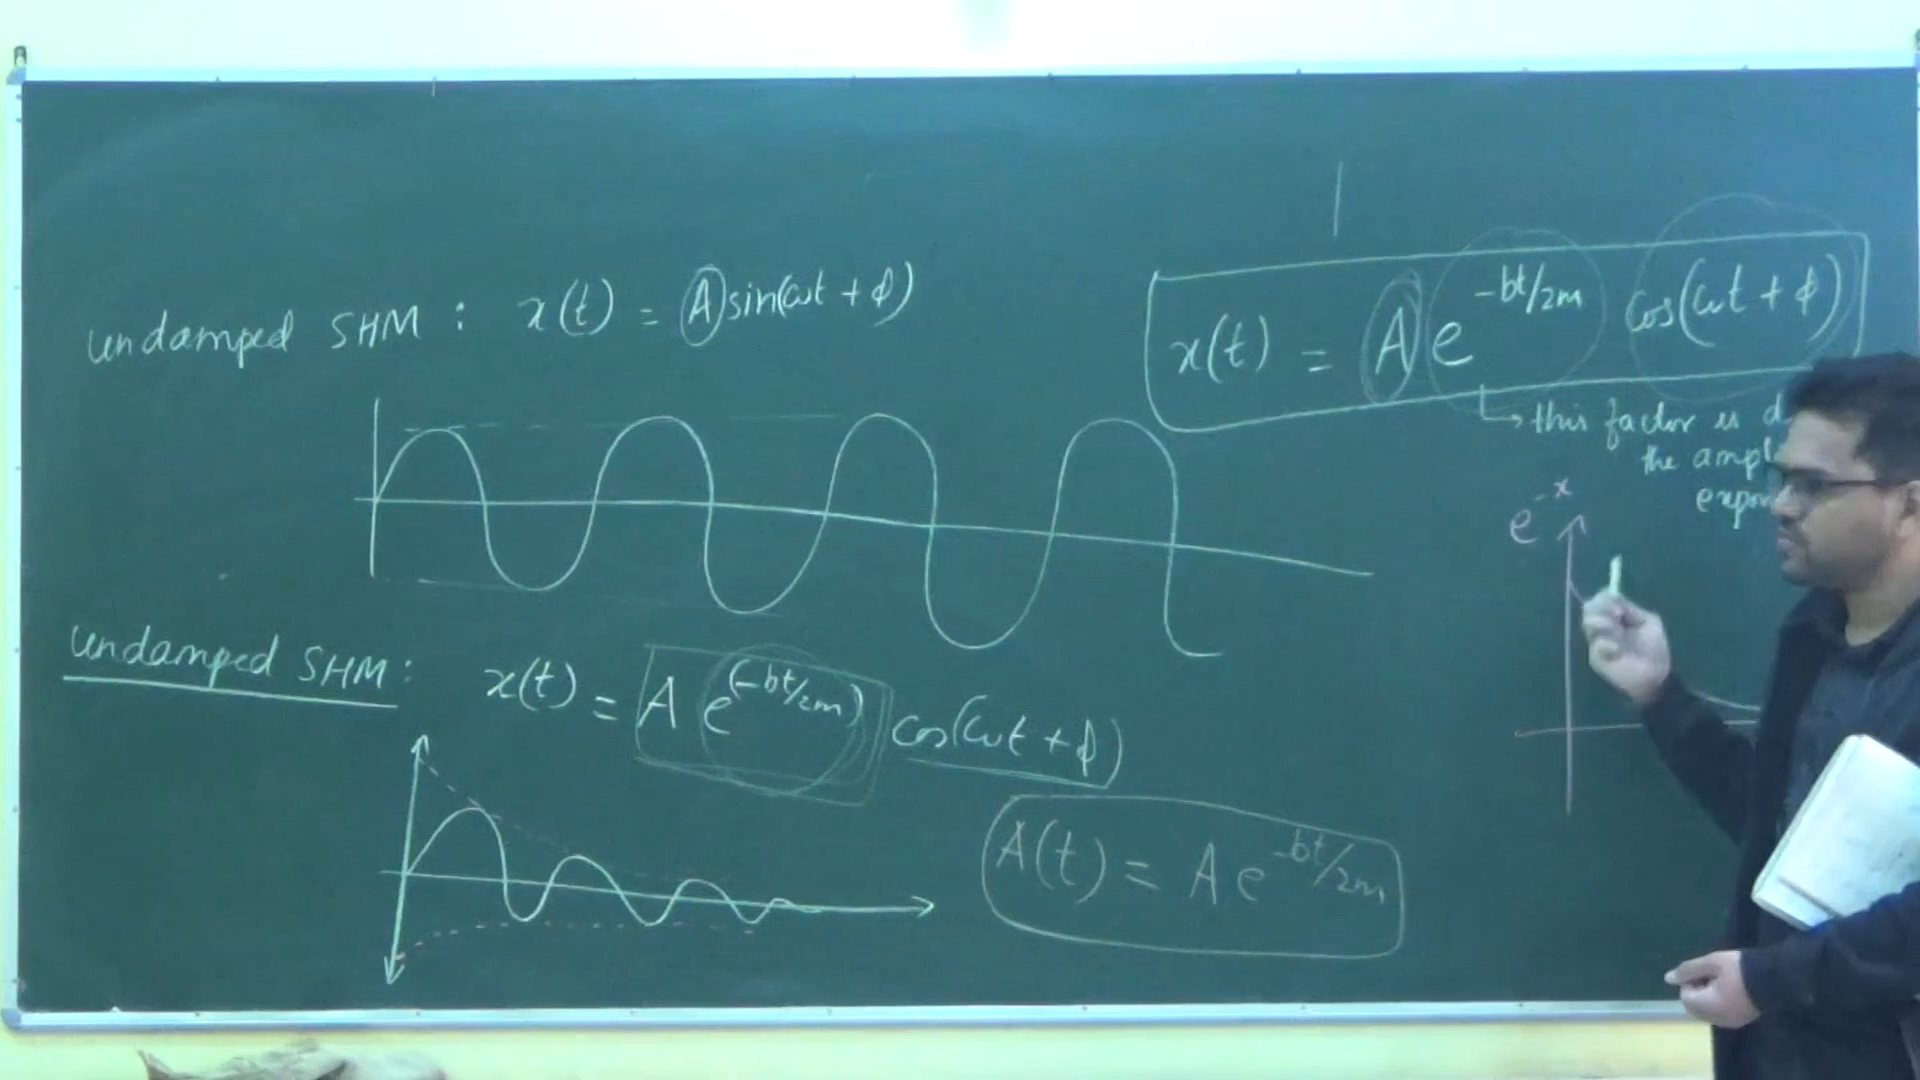 undamped SHM : x(t) = A sin(ωt + φ)
x(t) = A e^{-bt/2m} cos(ωt + φ)
↳ this factor is
the
e^{-x}
undamped SHM : x(t) = A e^{(-bt/2m)} cos(ωt + φ)
A(t) = A e^{-bt/2m}